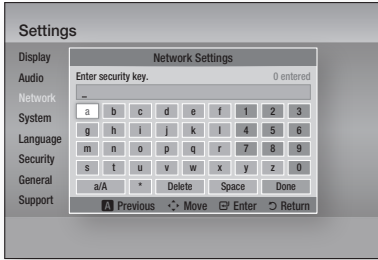 Settings
Display
Audio
Network
System
Language
Security
General
Support
Network Settings
Enter security key. 0 entered
_
a b c d e f 1 2 3
g h i j k l 4 5 6
m n o p q r 7 8 9
s t u v w x y z 0
a/A * Delete Space Done
A Previous Move Enter Return